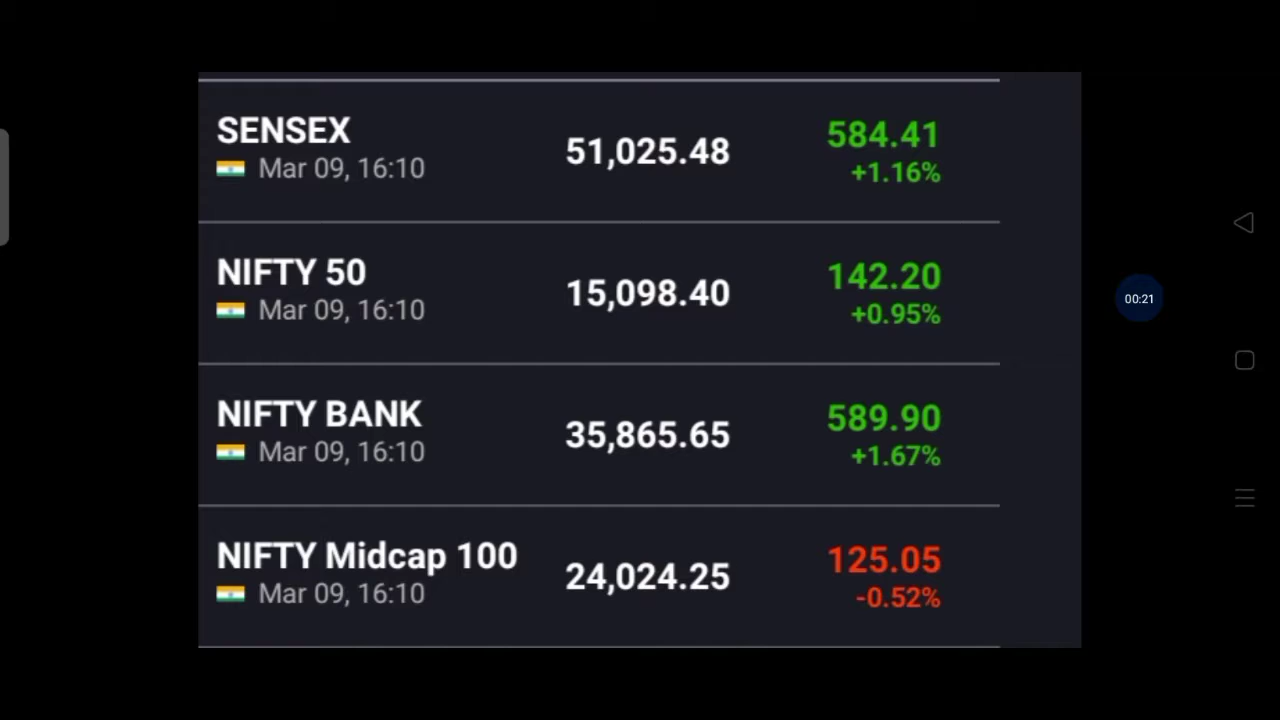 SENSEX
51,025.48
584.41
Mar 09, 16:10
+1.16%
NIFTY 50
15,098.40
142.20
Mar 09, 16:10
+0.95%
00:21
NIFTY BANK
35,865.65
589.90
Mar 09, 16:10
+1.67%
NIFTY Midcap 100
24,024.25
125.05
Mar 09, 16:10
-0.52%